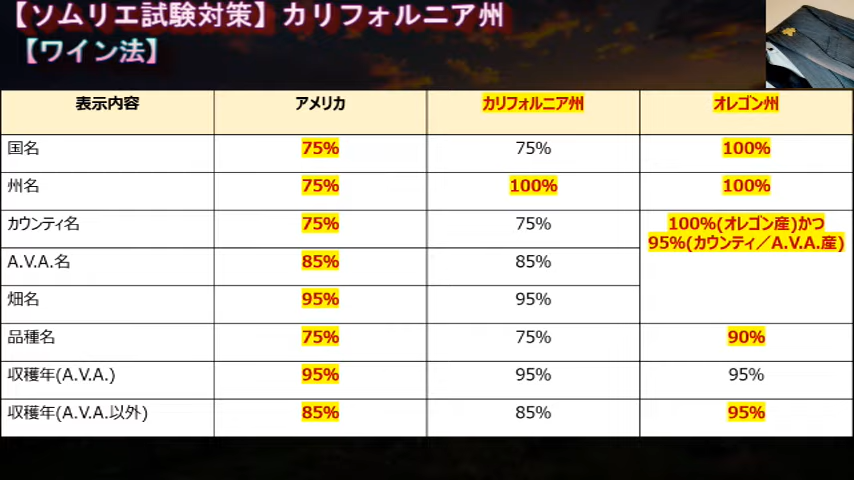 【ソムリエ試験対策】カリフォルニア州
【ワイン法】
表示内容 アメリカ カリフォルニア州 オレゴン州
国名 75% 75% 100%
州名 75% 100% 100%
カウンティ名 75% 75% 100%(オレゴン産)かつ
95%(カウンティ／A.V.A.産)
A.V.A.名 85% 85%
畑名 95% 95%
品種名 75% 75% 90%
収穫年(A.V.A.) 95% 95% 95%
収穫年(A.V.A.以外) 85% 85% 95%